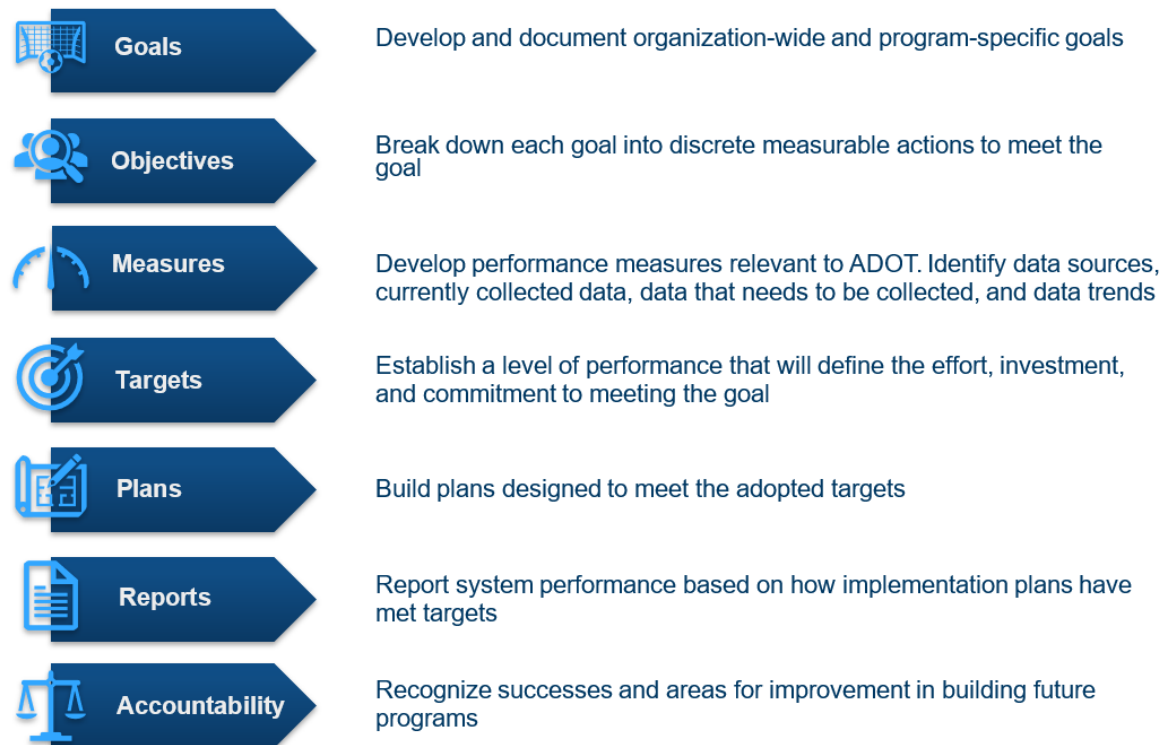 Goals
Develop and document organization-wide and program-specific goals
Objectives
Break down each goal into discrete measurable actions to meet the
goal
Measures
Develop performance measures relevant to ADOT. Identify data sources,
currently collected data, data that needs to be collected, and data trends
Targets
Establish a level of performance that will define the effort, investment,
and commitment to meeting the goal
Plans
Build plans designed to meet the adopted targets
Reports
Report system performance based on how implementation plans have
met targets
Accountability
Recognize successes and areas for improvement in building future
programs